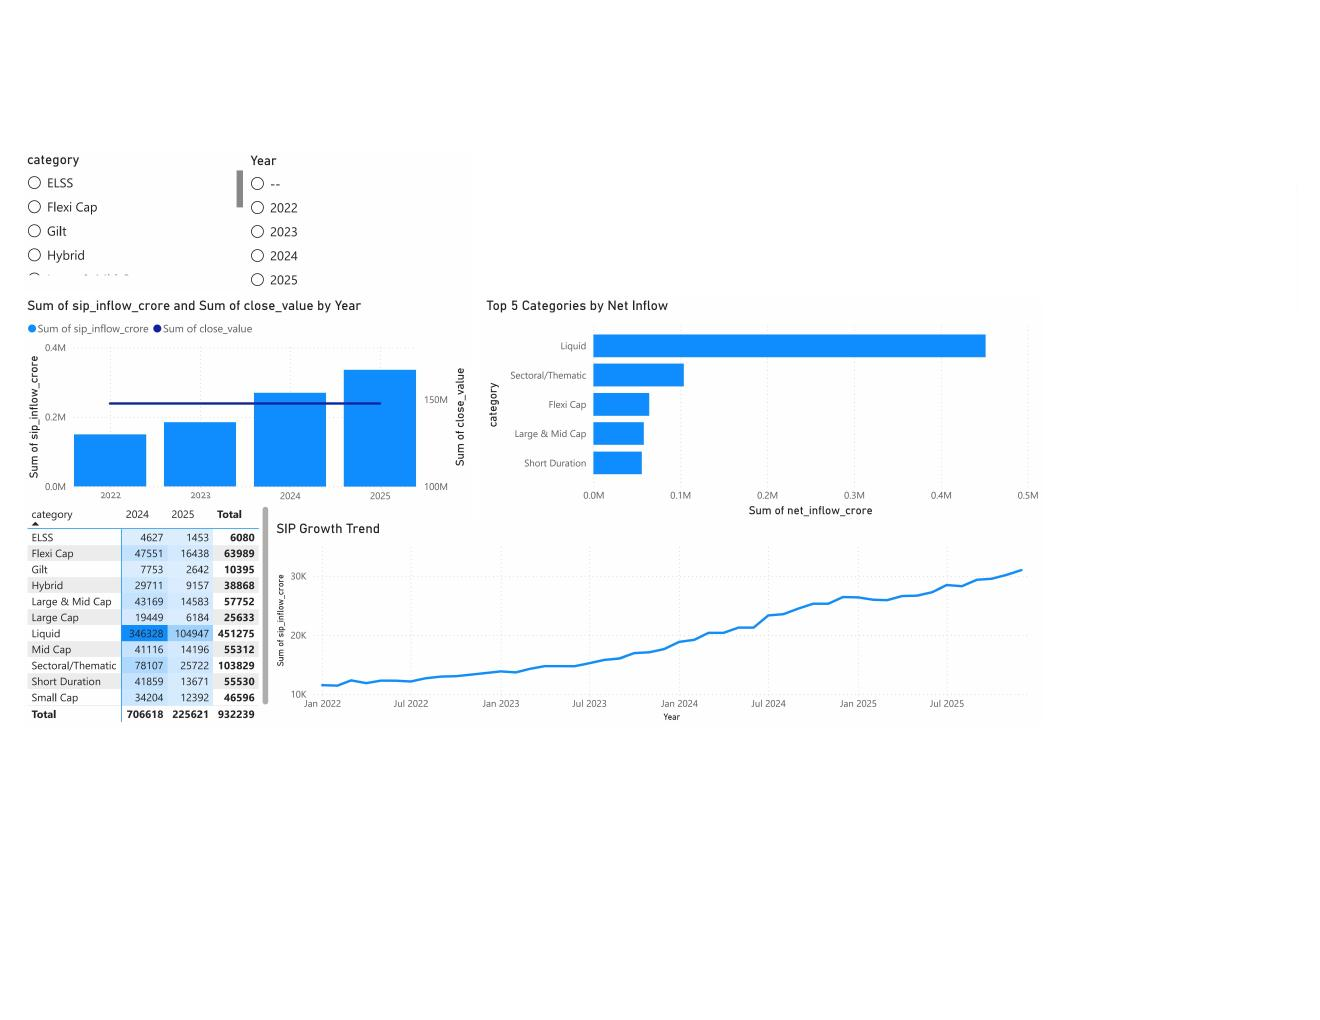 category
ELSS
Flexi Cap
Gilt
Hybrid
Year
--
2022
2023
2024
2025
Sum of sip_inflow_crore and Sum of close_value by Year
Sum of sip_inflow_crore Sum of close_value
Sum of sip_inflow_crore
0.4M
0.2M
0.0M
2022 2023 2024 2025
150M
100M
Sum of close_value
Top 5 Categories by Net Inflow
category
Liquid
Sectoral/Thematic
Flexi Cap
Large & Mid Cap
Short Duration
0.0M 0.1M 0.2M 0.3M 0.4M 0.5M
Sum of net_inflow_crore
category 2024 2025 Total
ELSS 4627 1453 6080
Flexi Cap 47551 16438 63989
Gilt 7753 2642 10395
Hybrid 29711 9157 38868
Large & Mid Cap 43169 14583 57752
Large Cap 19449 6184 25633
Liquid 346328 104947 451275
Mid Cap 41116 14196 55312
Sectoral/Thematic 78107 25722 103829
Short Duration 41859 13671 55530
Small Cap 34204 12392 46596
Total 706618 225621 932239
SIP Growth Trend
Sum of sip_inflow_crore
30K
20K
10K
Jan 2022 Jul 2022 Jan 2023 Jul 2023 Jan 2024 Jul 2024 Jan 2025 Jul 2025
Year